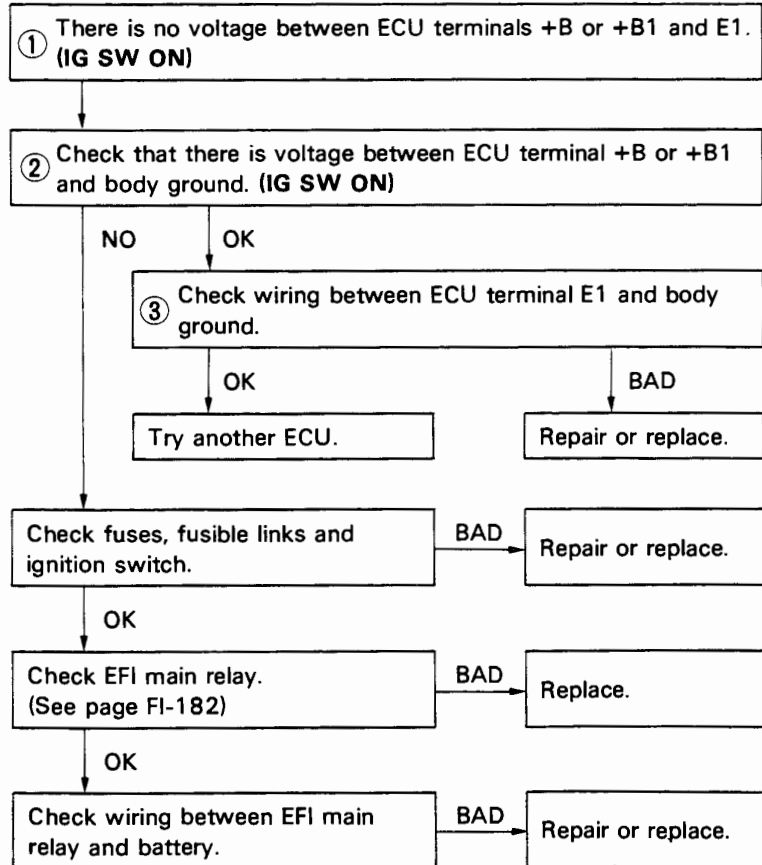 ① There is no voltage between ECU terminals +B or +B1 and E1.
(IG SW ON)
② Check that there is voltage between ECU terminal +B or +B1
and body ground. (IG SW ON)
NO
OK
③ Check wiring between ECU terminal E1 and body
ground.
OK
BAD
Try another ECU.
Repair or replace.
Check fuses, fusible links and
ignition switch.
BAD
Repair or replace.
OK
Check EFI main relay.
(See page FI-182)
BAD
Replace.
OK
Check wiring between EFI main
relay and battery.
BAD
Repair or replace.